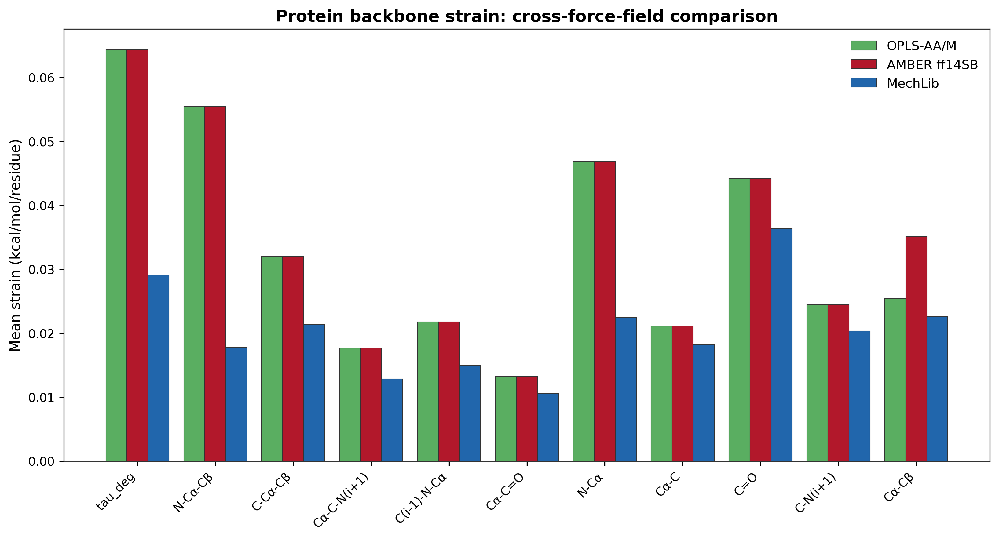 Protein backbone strain: cross-force-field comparison
OPLS-AA/M
AMBER ff14SB
MechLib
Mean strain (kcal/mol/residue)
0.06
0.05
0.04
0.03
0.02
0.01
0.00
tau_deg
N-Cα-Cβ
C-Cα-Cβ
Cα-C-N(i+1)
C(i-1)-N-Cα
Cα-C=O
N-Cα
Cα-C
C=O
C-N(i+1)
Cα-Cβ